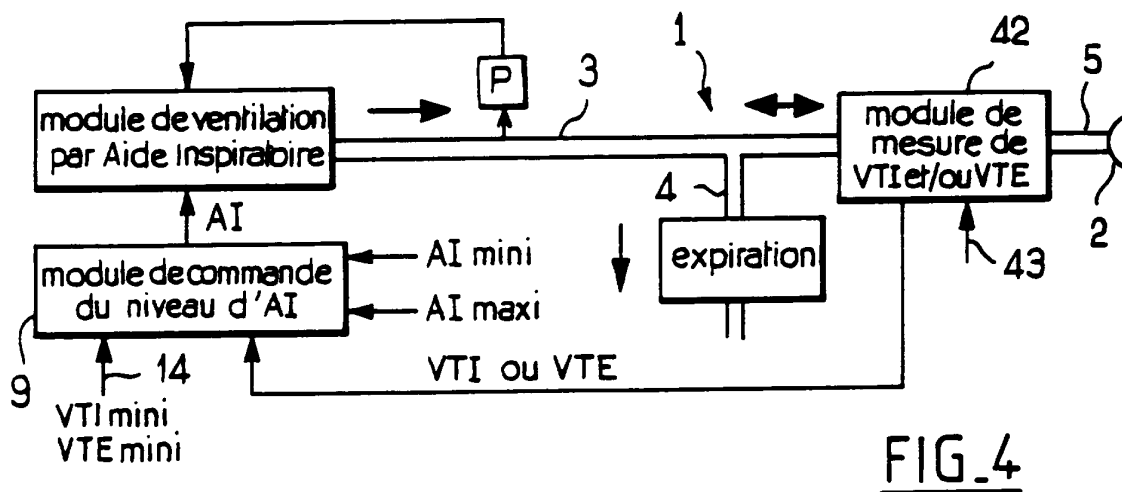 1
42
P
3
5
module de ventilation
par Aide Inspiratoire
module de
mesure de
VTI et/ou VTE
4
2
AI
expiration
43
module de commande
du niveau d'AI
AI mini
AI maxi
9
14
VTI ou VTE
VTI mini
VTE mini
FIG_4